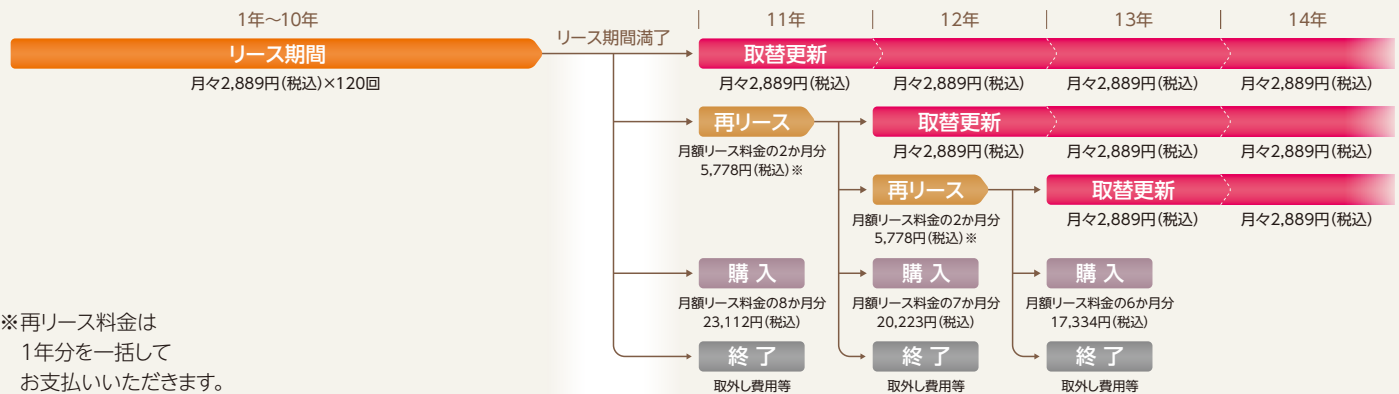 1年～10年
11年
12年
13年
14年
リース期間満了
リース期間
取替更新
月々2,889円(税込)×120回
月々2,889円(税込)
月々2,889円(税込)
月々2,889円(税込)
月々2,889円(税込)
再リース
取替更新
月額リース料金の2か月分
5,778円(税込)※
月々2,889円(税込)
月々2,889円(税込)
月々2,889円(税込)
再リース
取替更新
月額リース料金の2か月分
5,778円(税込)※
月々2,889円(税込)
月々2,889円(税込)
購入
購入
購入
月額リース料金の8か月分
23,112円(税込)
月額リース料金の7か月分
20,223円(税込)
月額リース料金の6か月分
17,334円(税込)
終了
終了
終了
取外し費用等
取外し費用等
取外し費用等
※再リース料金は
1年分を一括して
お支払いいただきます。